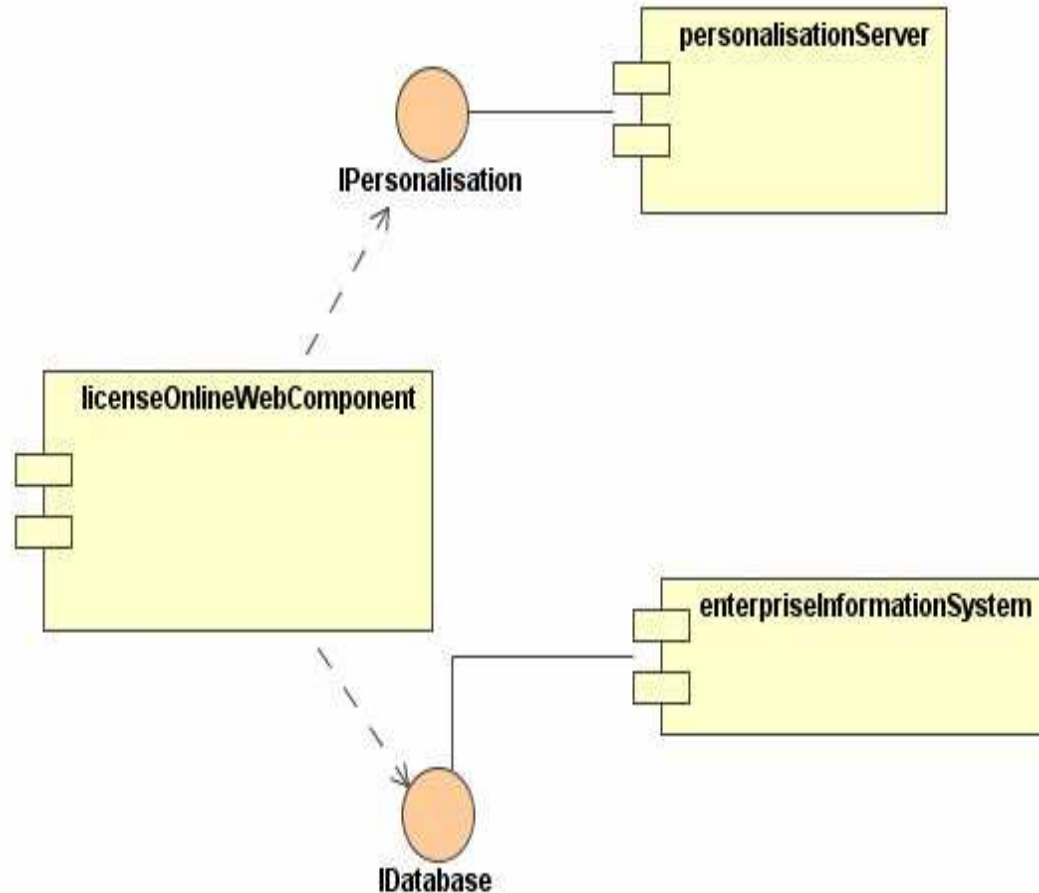 personalisationServer
IPersonalisation
licenseOnlineWebComponent
enterpriseInformationSystem
IDatabase